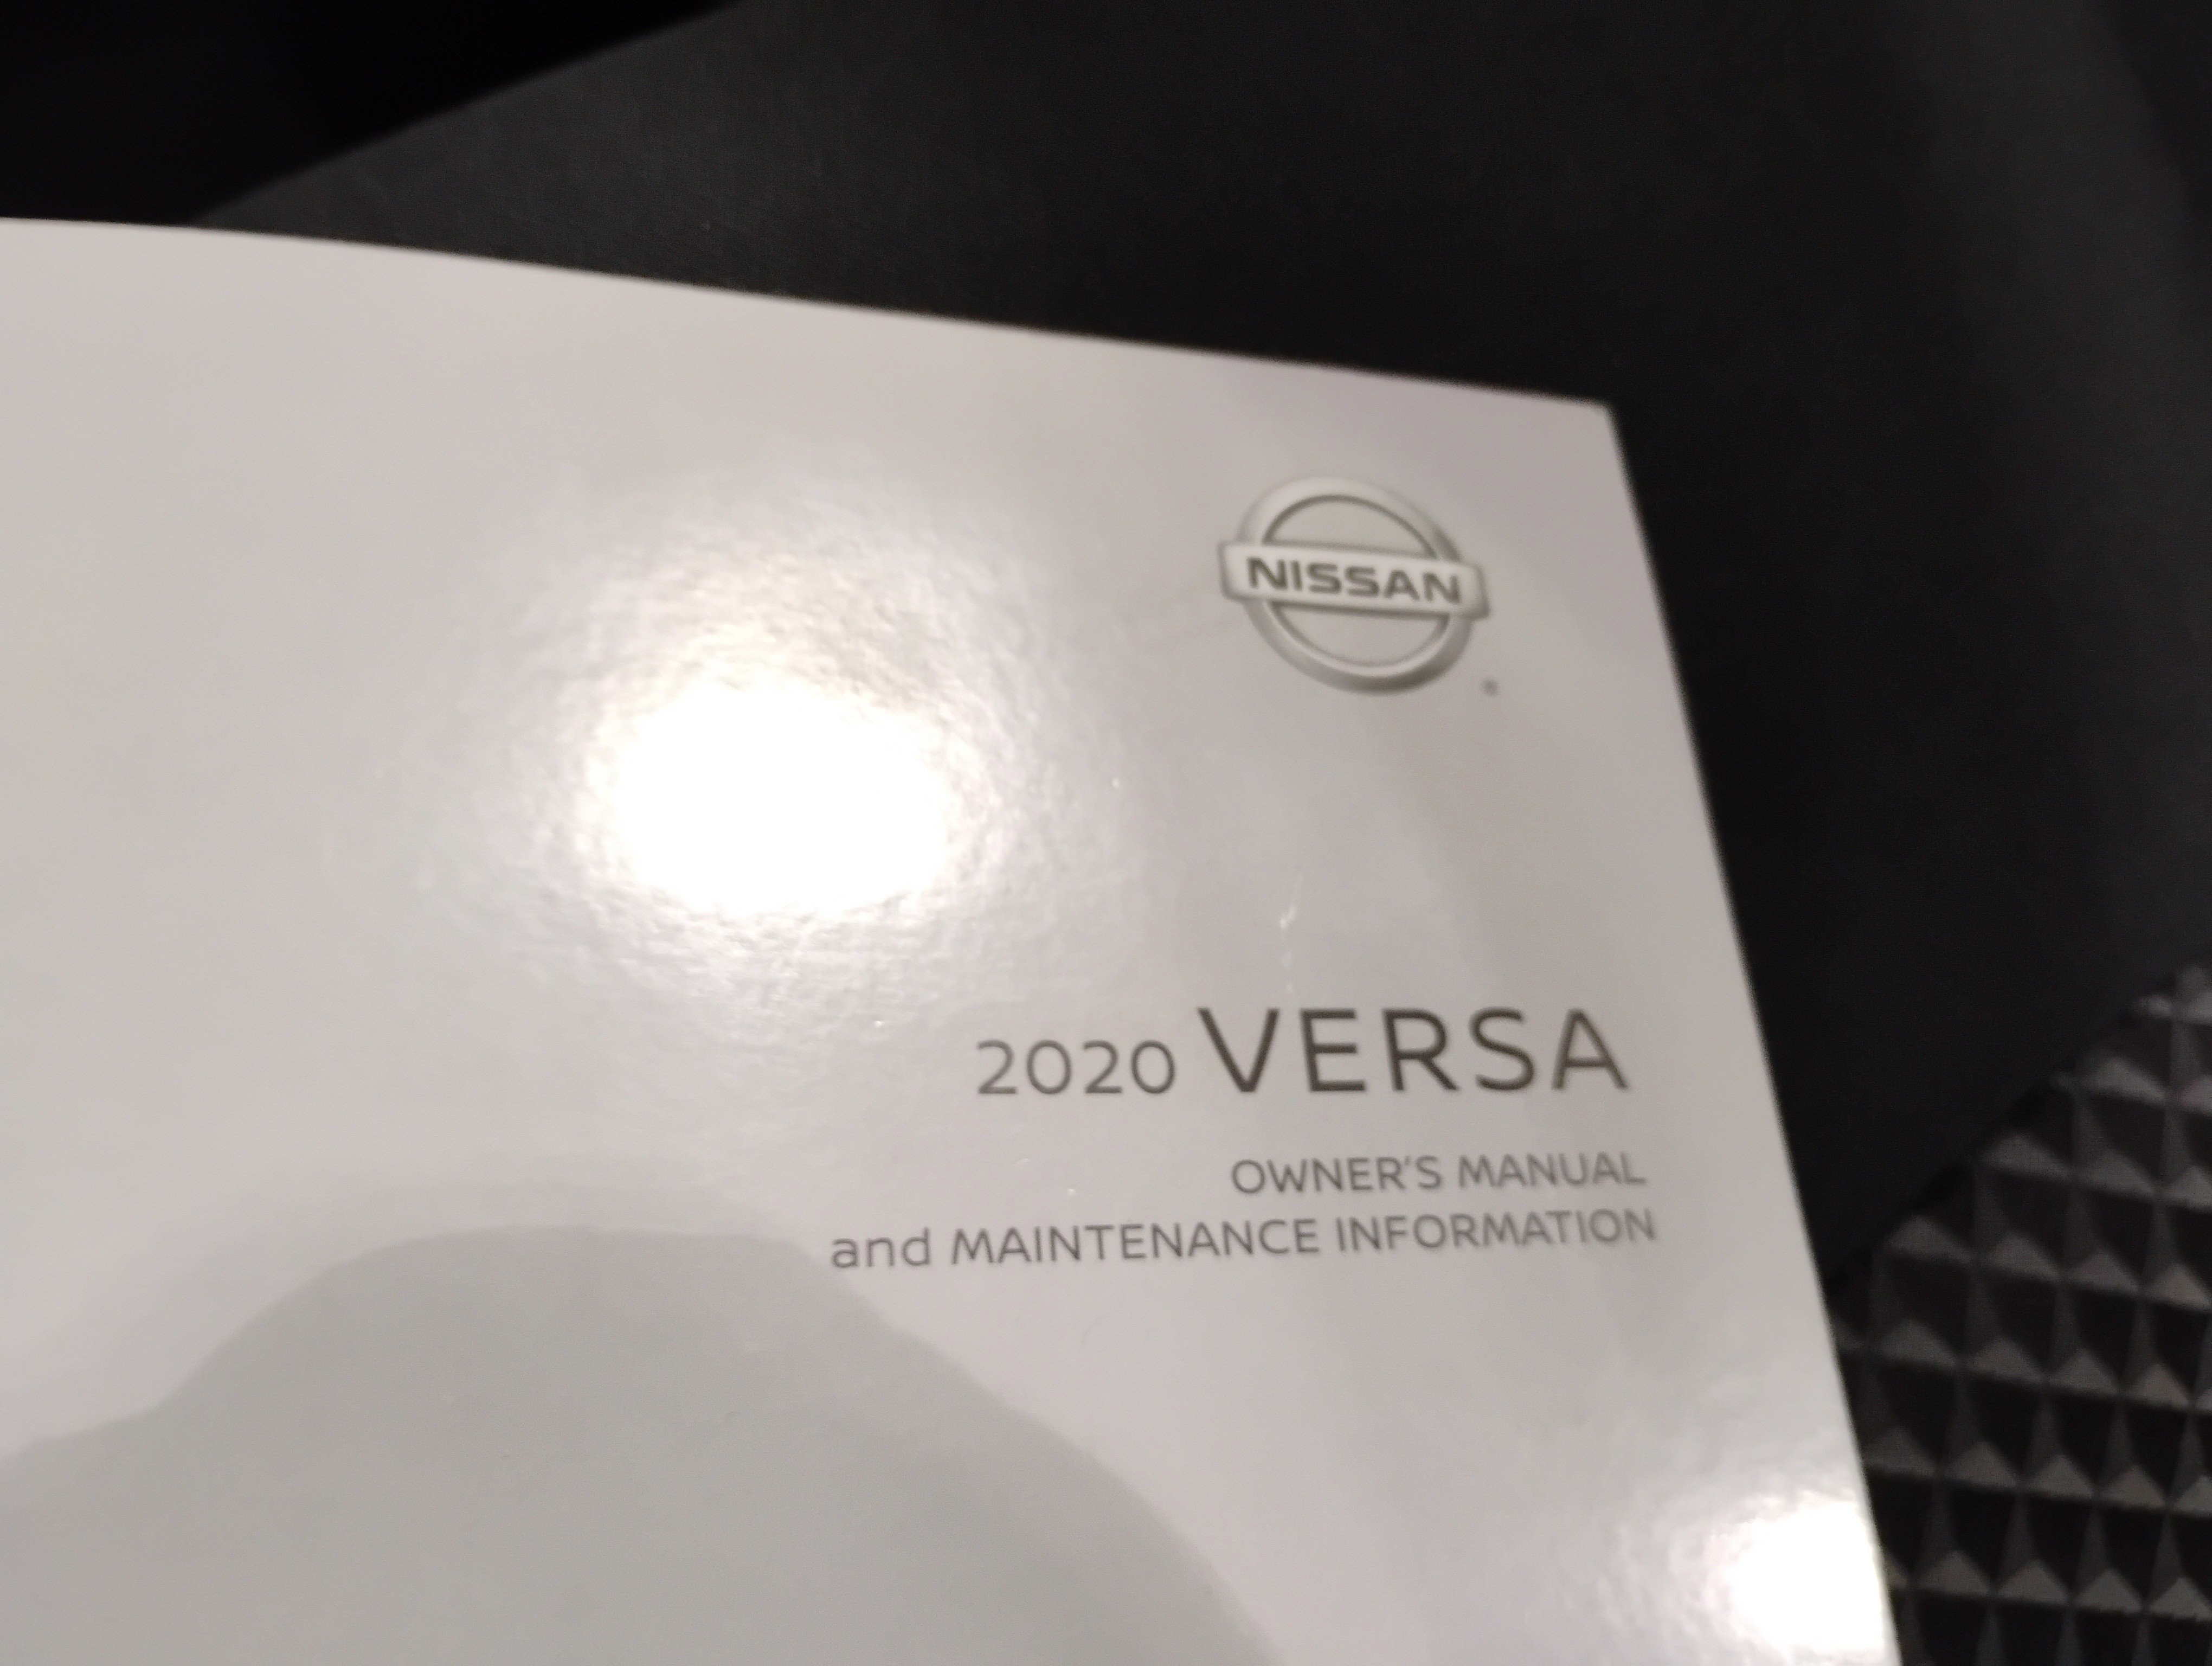 NISSAN
2020 VERSA
OWNER'S MANUAL
and MAINTENANCE INFORMATION